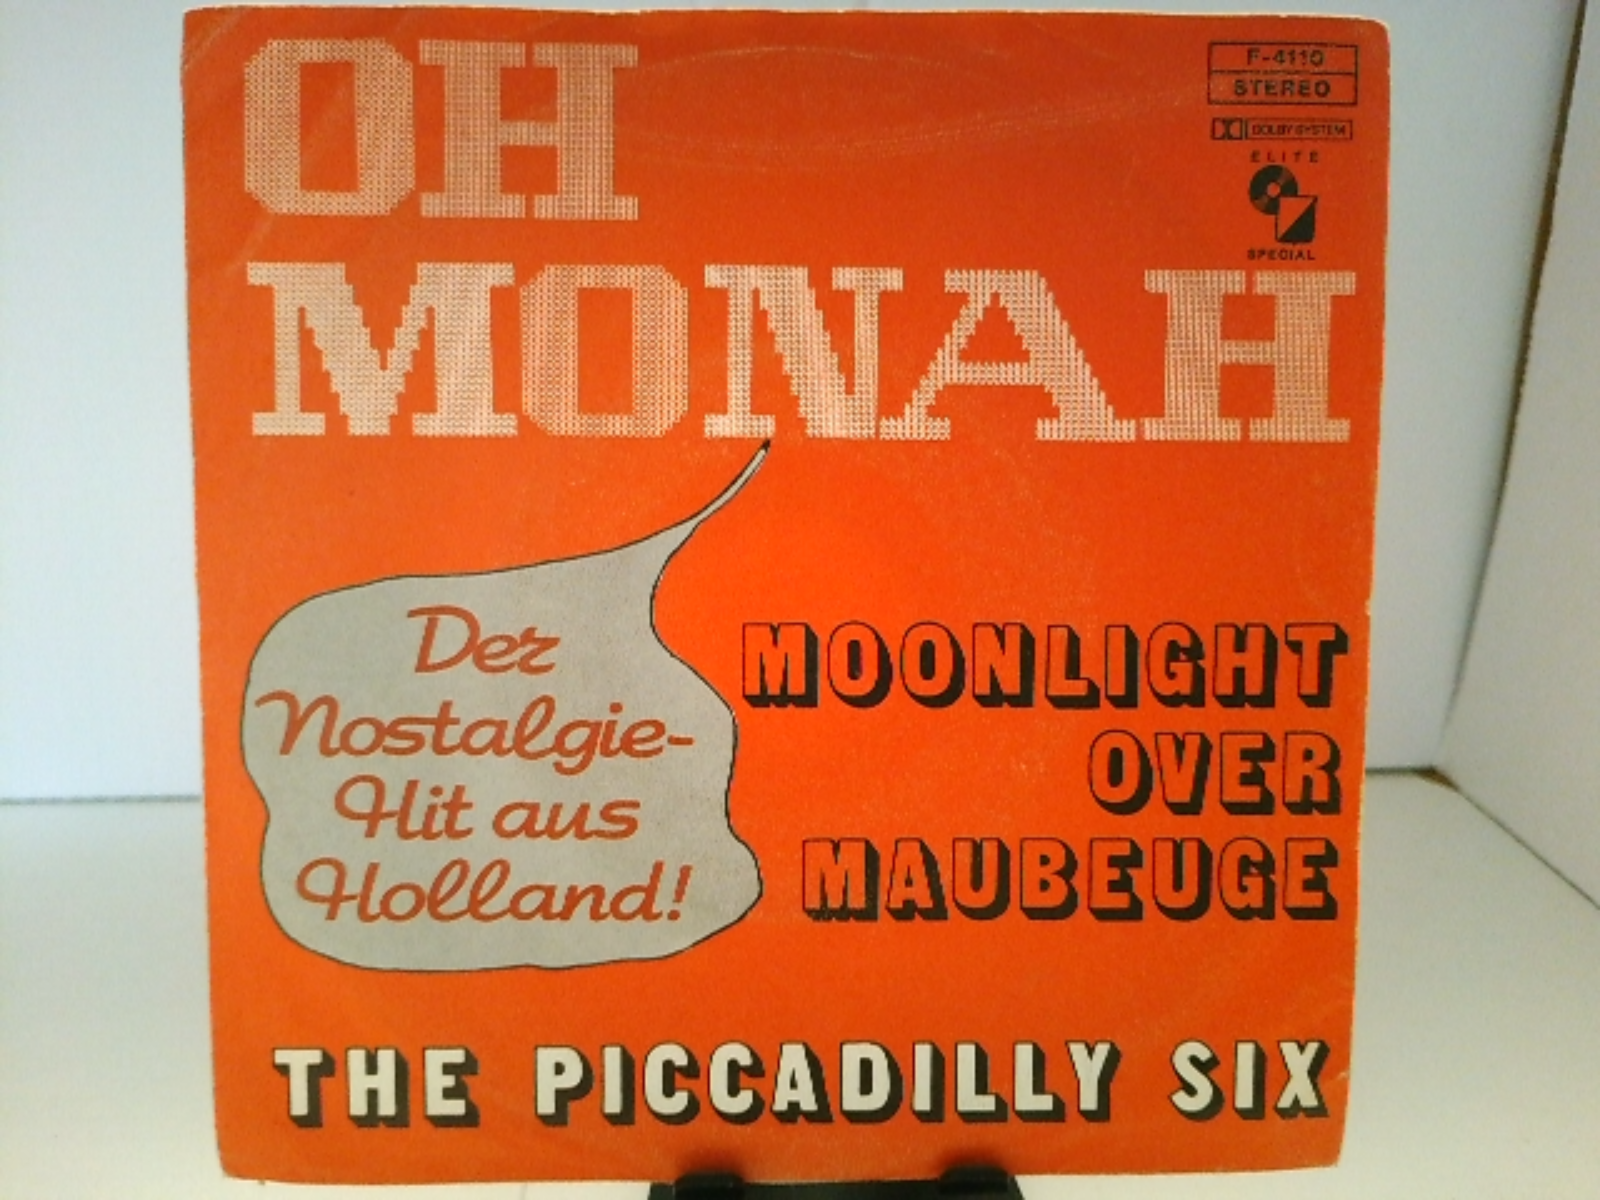 OH
F-4110
STEREO
DOLBY SYSTEM
ELITE
SPECIAL
MONAH
Der
Nostalgie-
Hit aus
Holland!
MOONLIGHT
OVER
MAUBEUGE
THE PICCADILLY SIX